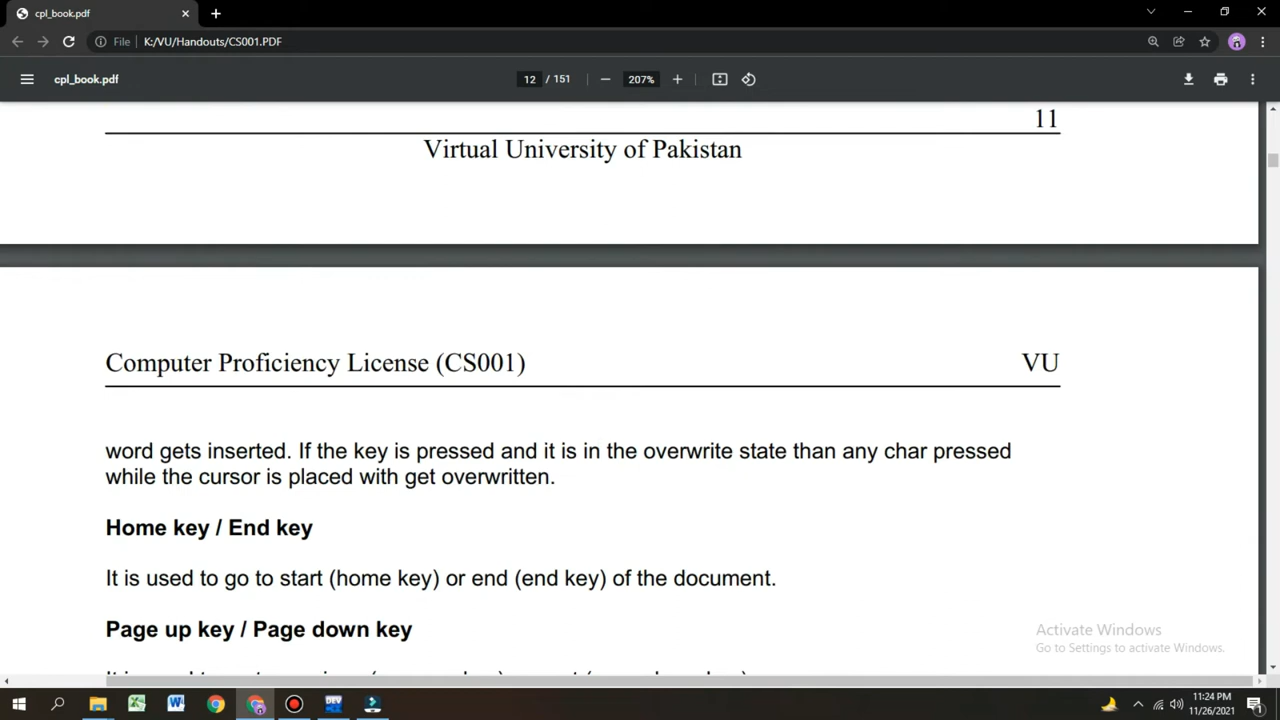 cpl_book.pdf
File K:/VU/Handouts/CS001.PDF
cpl_book.pdf 12 / 151 207%
11
Virtual University of Pakistan
Computer Proficiency License (CS001) VU
word gets inserted. If the key is pressed and it is in the overwrite state than any char pressed
while the cursor is placed with get overwritten.
Home key / End key
It is used to go to start (home key) or end (end key) of the document.
Page up key / Page down key
Activate Windows
Go to Settings to activate Windows.
DEV
11:24 PM
11/26/2021